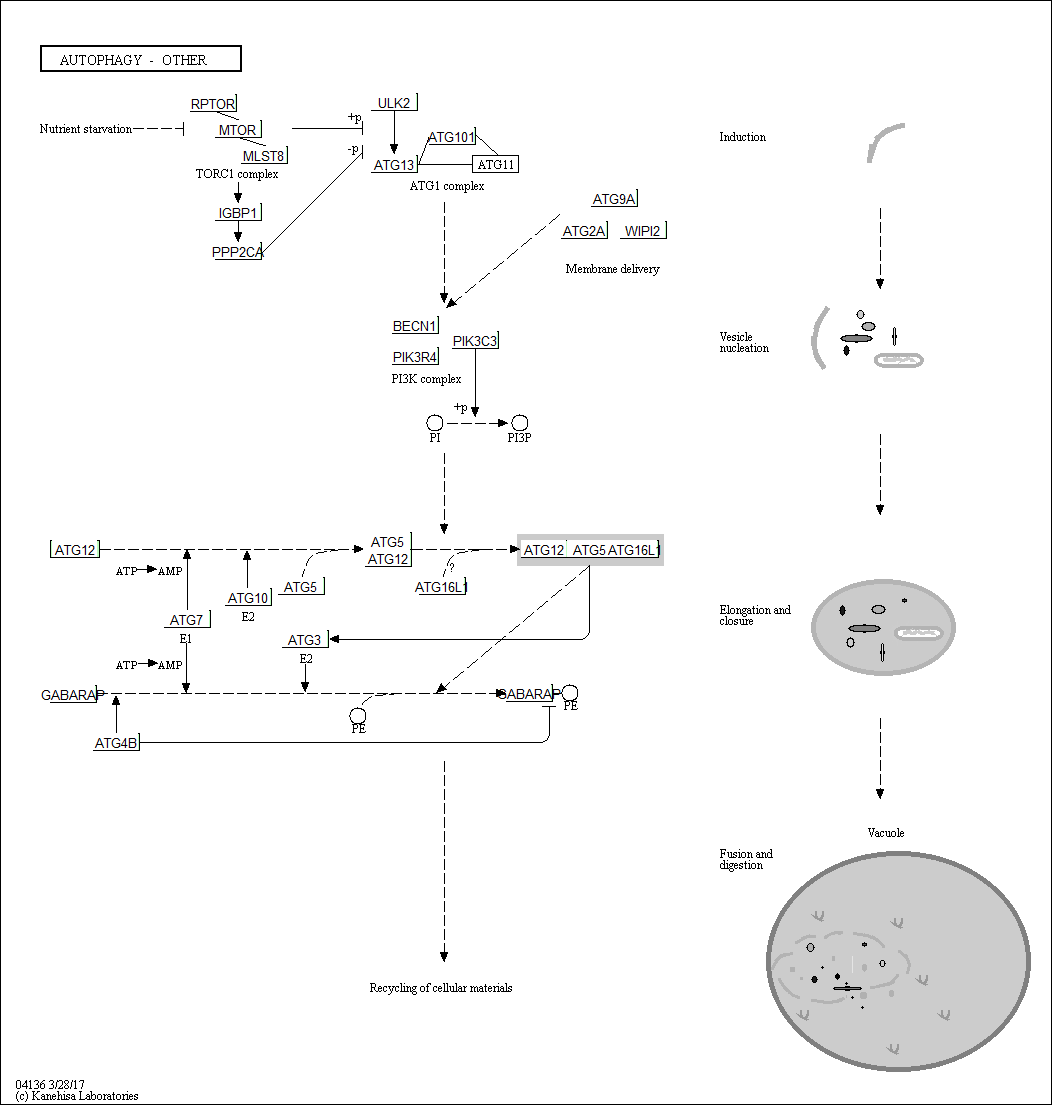 AUTOPHAGY - OTHER
RPTOR
ULK2
+p
Nutrient starvation
MTOR
ATG101
Induction
-p
MLST8
ATG13
ATG11
TORC1 complex
ATG1 complex
ATG9A
IGBP1
ATG2A
WIPI2
PPP2CA
Membrane delivery
BECN1
PIK3C3
Vesicle
nucleation
PIK3R4
PI3K complex
+p
PI
PI3P
ATG12
ATG5
ATG12
ATG12
ATG5
ATG16L1
ATP
AMP
?
ATG5
ATG16L1
ATG10
E2
ATG7
E1
Elongation and
closure
ATG3
E2
ATP
AMP
GABARAP
GABARAP
PE
PE
ATG4B
Vacuole
Fusion and
digestion
Recycling of cellular materials
04136 3/28/17
(c) Kanehisa Laboratories